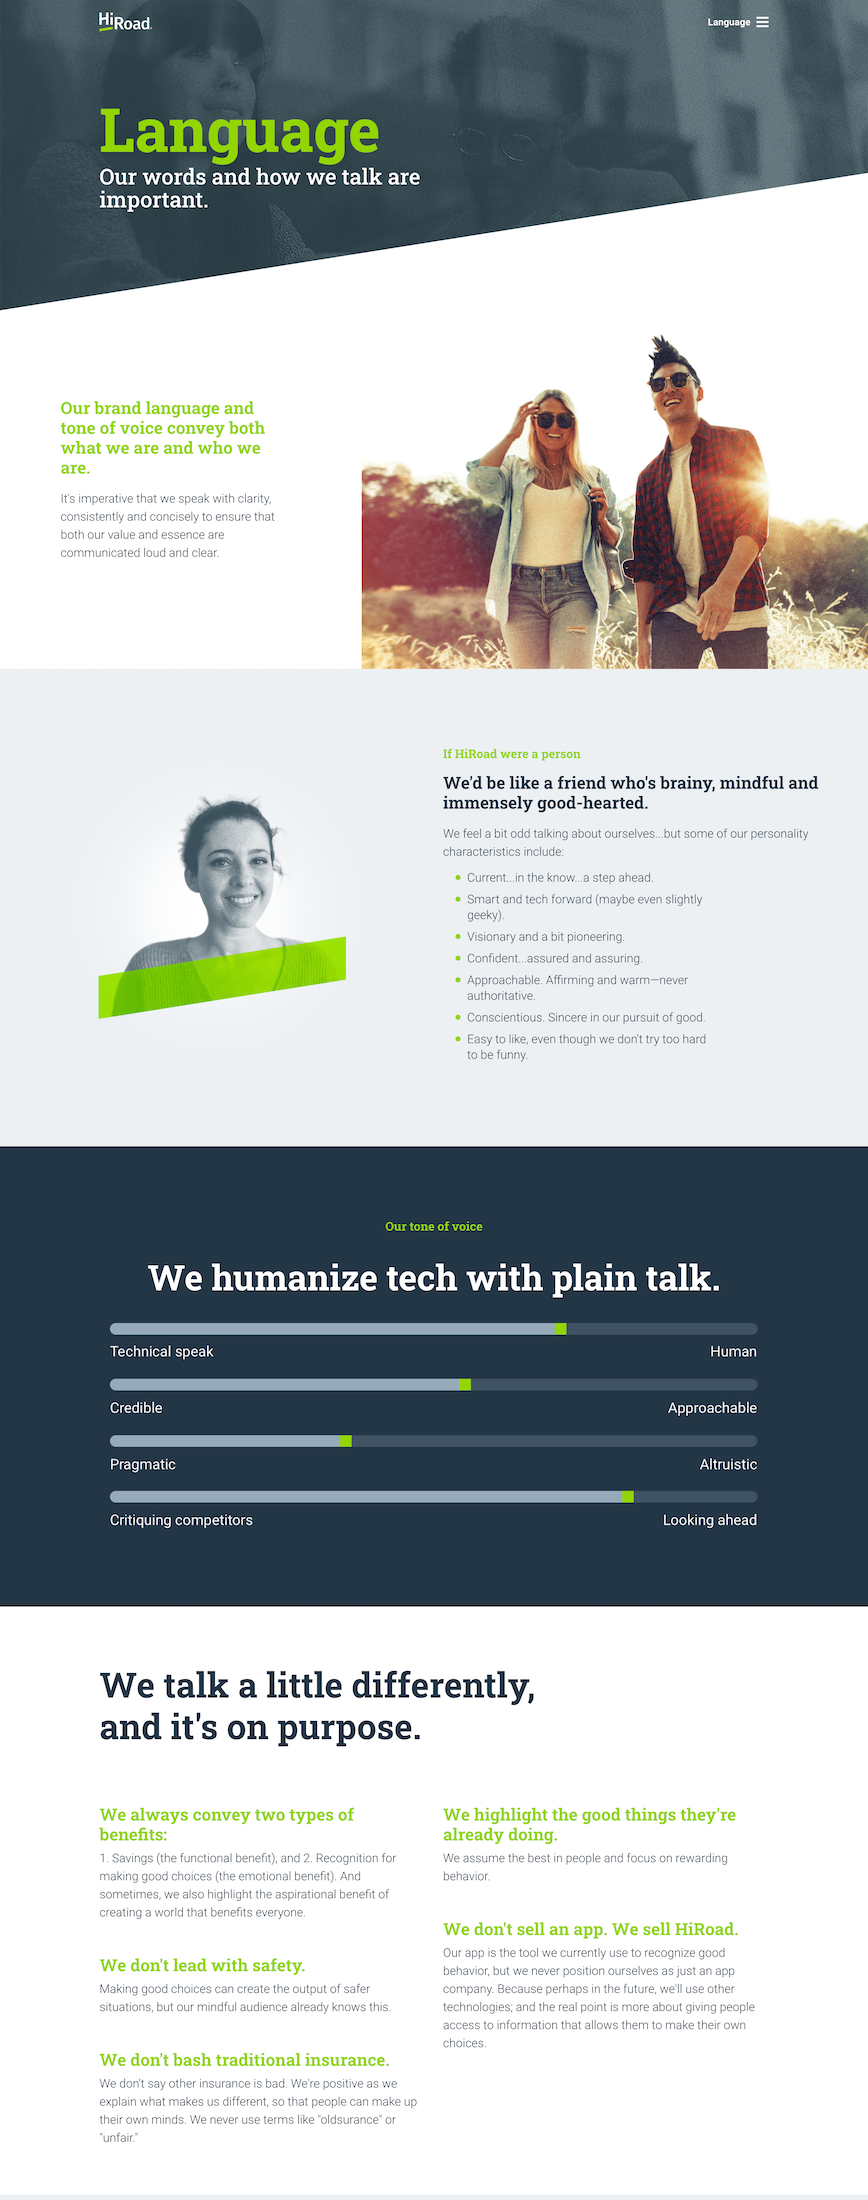 HiRoad.
Language
Language
Our words and how we talk are
important.
Our brand language and
tone of voice convey both
what we are and who we
are.
It's imperative that we speak with clarity,
consistently and concisely to ensure that
both our value and essence are
communicated loud and clear.
If HiRoad were a person
We'd be like a friend who's brainy, mindful and
immensely good-hearted.
We feel a bit odd talking about ourselves...but some of our personality
characteristics include:
Current...in the know...a step ahead.
Smart and tech forward (maybe even slightly
geeky).
Visionary and a bit pioneering.
Confident...assured and assuring.
Approachable. Affirming and warm—never
authoritative.
Conscientious. Sincere in our pursuit of good.
Easy to like, even though we don't try too hard
to be funny.
Our tone of voice
We humanize tech with plain talk.
Technical speak
Human
Credible
Approachable
Pragmatic
Altruistic
Critiquing competitors
Looking ahead
We talk a little differently,
and it's on purpose.
We always convey two types of
benefits:
1. Savings (the functional benefit), and 2. Recognition for
making good choices (the emotional benefit). And
sometimes, we also highlight the aspirational benefit of
creating a world that benefits everyone.
We don't lead with safety.
Making good choices can create the output of safer
situations, but our mindful audience already knows this.
We don't bash traditional insurance.
We don't say other insurance is bad. We're positive as we
explain what makes us different, so that people can make up
their own minds. We never use terms like "oldsurance" or
"unfair."
We highlight the good things they're
already doing.
We assume the best in people and focus on rewarding
behavior.
We don't sell an app. We sell HiRoad.
Our app is the tool we currently use to recognize good
behavior, but we never position ourselves as just an app
company. Because perhaps in the future, we'll use other
technologies; and the real point is more about giving people
access to information that allows them to make their own
choices.